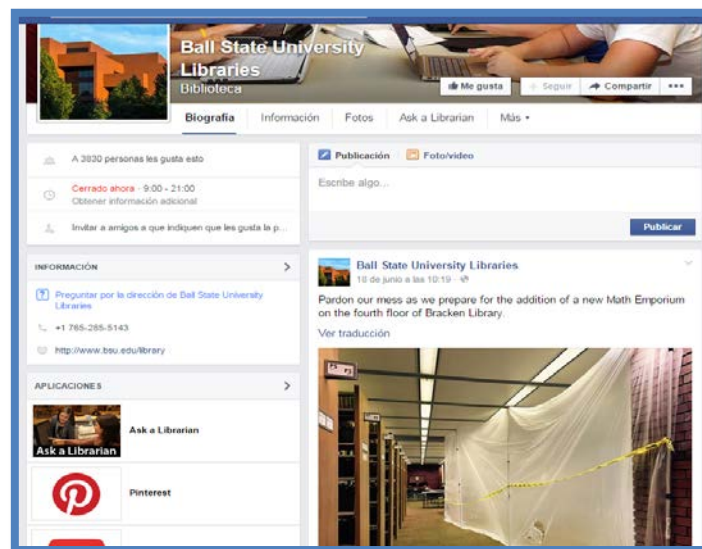 Ball State University
Libraries
Biblioteca
Me gusta
Seguir
Compartir
Biografía
Información
Fotos
Ask a Librarian
Más
A 3830 personas les gusta esto
Cerrado ahora · 9:00 - 21:00
Obtener información adicional
Invitar a amigos a que indiquen que les gusta la p...
INFORMACIÓN
Preguntar por la dirección de Ball State University
Libraries
+1 765-285-5143
http://www.bsu.edu/library
APLICACIONES
Ask a Librarian
Ask a Librarian
Pinterest
Publicación
Foto/video
Escribe algo...
Publicar
Ball State University Libraries
18 de junio a las 10:19 ·
Pardon our mess as we prepare for the addition of a new Math Emporium
on the fourth floor of Bracken Library.
Ver traducción